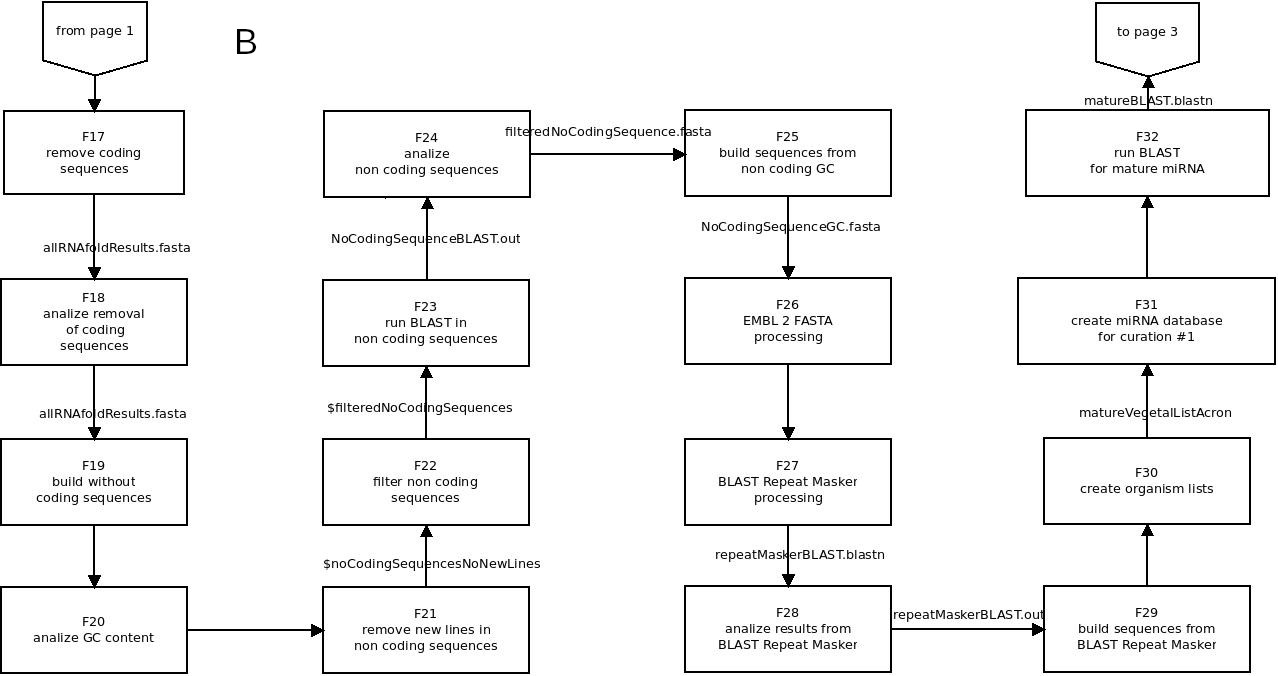 from page 1
B
F17
remove coding
sequences
allRNAfoldResults.fasta
F18
analize removal
of coding
sequences
allRNAfoldResults.fasta
F19
build without
coding sequences
F20
analize GC content
F21
remove new lines in
non coding sequences
$noCodingSequencesNoNewLines
F22
filter non coding
sequences
$filteredNoCodingSequences
F23
run BLAST in
non coding sequences
NoCodingSequenceBLAST.out
F24
analize
non coding sequences
filteredNoCodingSequence.fasta
F25
build sequences from
non coding GC
NoCodingSequenceGC.fasta
F26
EMBL 2 FASTA
processing
F27
BLAST Repeat Masker
processing
repeatMaskerBLAST.blastn
F28
analize results from
BLAST Repeat Masker
repeatMaskerBLAST.out
F29
build sequences from
BLAST Repeat Masker
F30
create organism lists
matureVegetalListAcron
F31
create miRNA database
for curation #1
F32
run BLAST
for mature miRNA
matureBLAST.blastn
to page 3